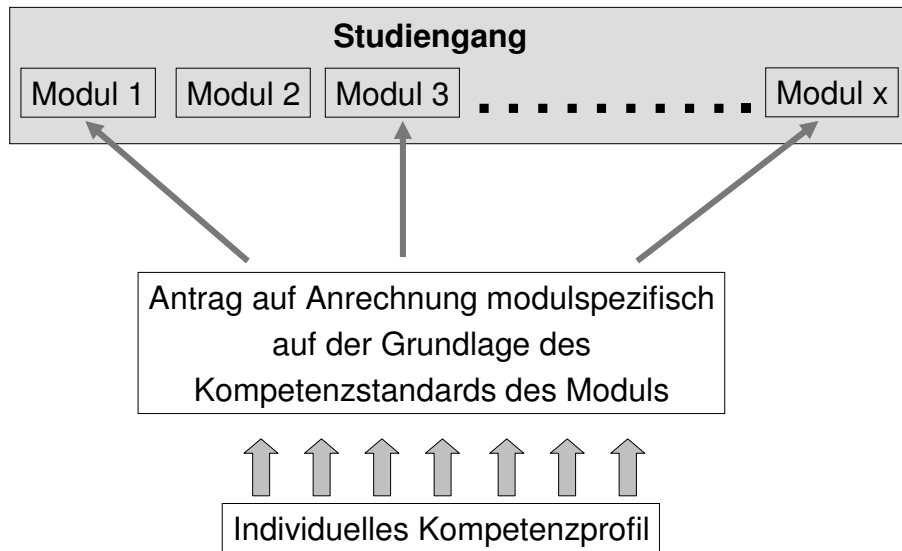 Studiengang
Modul 1 Modul 2 Modul 3 Modul x
Antrag auf Anrechnung modulspezifisch
auf der Grundlage des
Kompetenzstandards des Moduls
Individuelles Kompetenzprofil